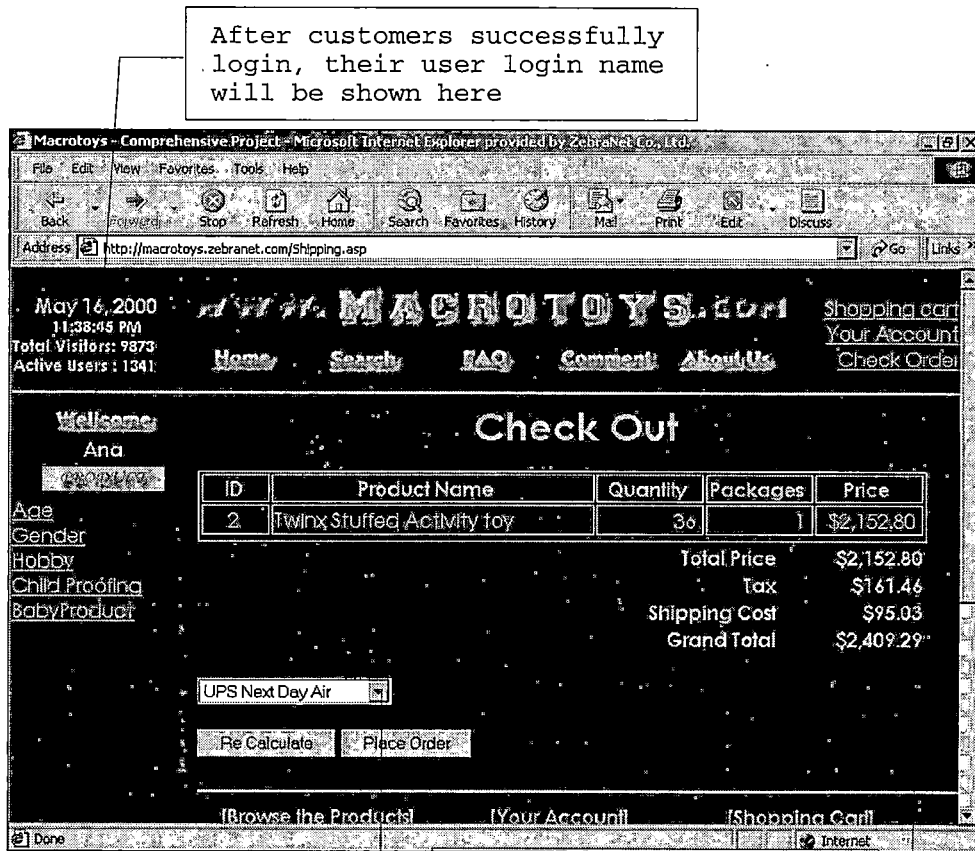 After customers successfully
login, their user login name
will be shown here
Macrotoys - Comprehensive Project - Microsoft Internet Explorer provided by ZebraNet Co., Ltd.
File Edit View Favorites Tools Help
Back Forward Stop Refresh Home Search Favorites History Mail Print Edit Discuss
Address http://macrotoys.zebranet.com/Shipping.asp Go Links »
May 16, 2000
11:38:45 PM
Total Visitors: 9873
Active Users : 1341
MACROTOYS.com
Shopping cart
Your Account
Check Order
Home Search FAQ Comment About Us
Wellcome
Ana
PRODUCT
Age
Gender
Hobby
Child Proofing
BabyProduct
Check Out
ID Product Name Quantity Packages Price
2 Twinx Stuffed Activity toy 36 1 $2,152.80
Total Price $2,152.80
Tax $161.46
Shipping Cost $95.03
Grand Total $2,409.29
UPS Next Day Air
Re Calculate Place Order
[Browse the Products] [Your Account] [Shopping Cart]
Done Internet